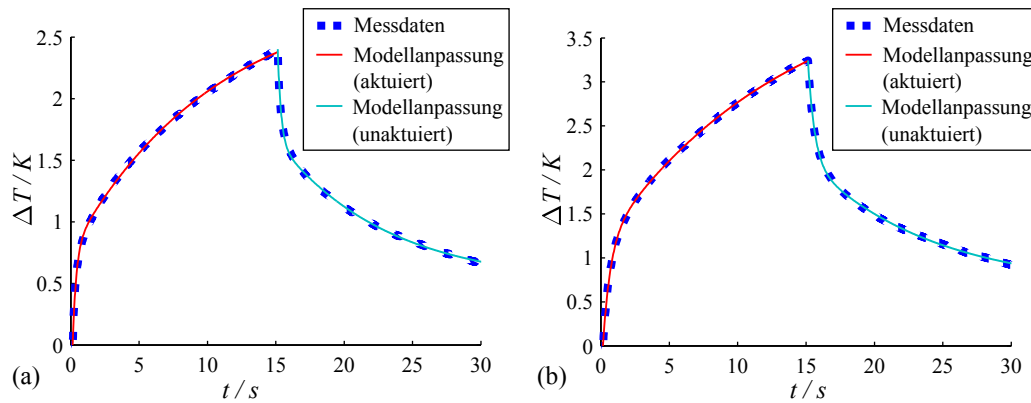 Messdaten
Modellanpassung
(aktuiert)
Modellanpassung
(unaktuiert)
2.5
2
1.5
1
0.5
0
ΔT / K
0 5 10 15 20 25 30
t / s
(a)
Messdaten
Modellanpassung
(aktuiert)
Modellanpassung
(unaktuiert)
3.5
3
2.5
2
1.5
1
0.5
0
ΔT / K
0 5 10 15 20 25 30
t / s
(b)